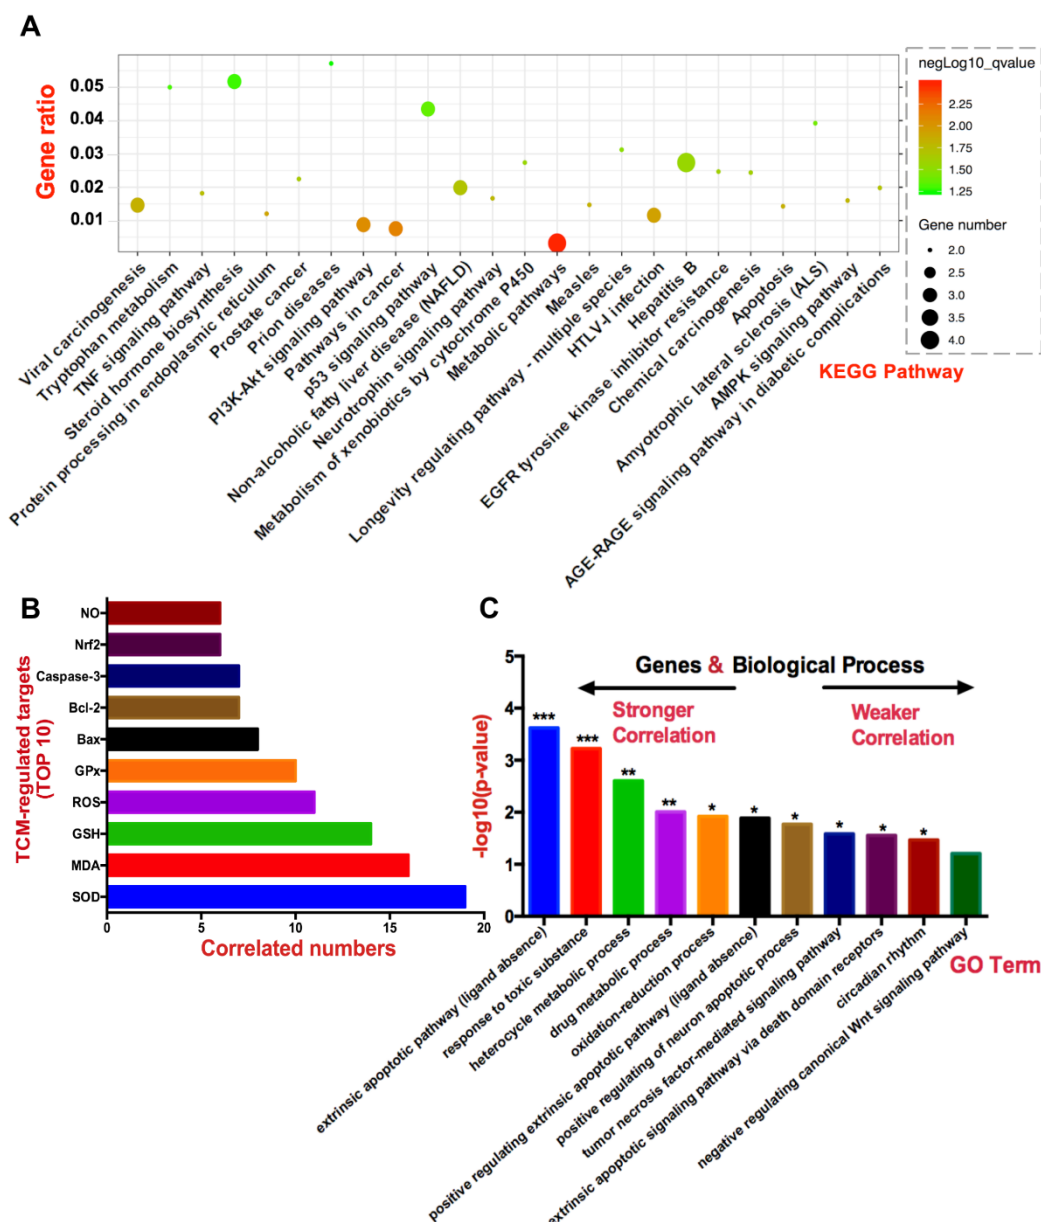 A
Gene ratio
0.05
0.04
0.03
0.02
0.01
negLog10_qvalue
2.25
2.00
1.75
1.50
1.25
Gene number
2.0
2.5
3.0
3.5
4.0
Viral carcinogenesis
Tryptophan metabolism
TNF signaling pathway
Steroid hormone biosynthesis
Protein processing in endoplasmic reticulum
Prostate cancer
Prion diseases
PI3K-Akt signaling pathway
Pathways in cancer
p53 signaling pathway
Non-alcoholic fatty liver disease (NAFLD)
Neurotrophin signaling pathway
Metabolism of xenobiotics by cytochrome P450
Metabolic pathways
Measles
Longevity regulating pathway - multiple species
HTLV-I infection
Hepatitis B
EGFR tyrosine kinase inhibitor resistance
Chemical carcinogenesis
Apoptosis
Amyotrophic lateral sclerosis (ALS)
AMPK signaling pathway
AGE-RAGE signaling pathway in diabetic complications
KEGG Pathway
B
TCM-regulated targets
(TOP 10)
NO
Nrf2
Caspase-3
Bcl-2
Bax
GPx
ROS
GSH
MDA
SOD
0
5
10
15
20
Correlated numbers
C
Genes & Biological Process
Stronger
Correlation
Weaker
Correlation
-log10(p-value)
5
4
3
2
1
0
***
***
**
**
*
*
*
*
*
*
extrinsic apoptotic pathway (ligand absence)
response to toxic substance
heterocycle metabolic process
drug metabolic process
oxidation-reduction process
positive regulating extrinsic apoptotic pathway (ligand absence)
positive regulating of neuron apoptotic process
tumor necrosis factor-mediated signaling pathway
extrinsic apoptotic signaling pathway via death domain receptors
circadian rhythm
negative regulating canonical Wnt signaling pathway
GO Term